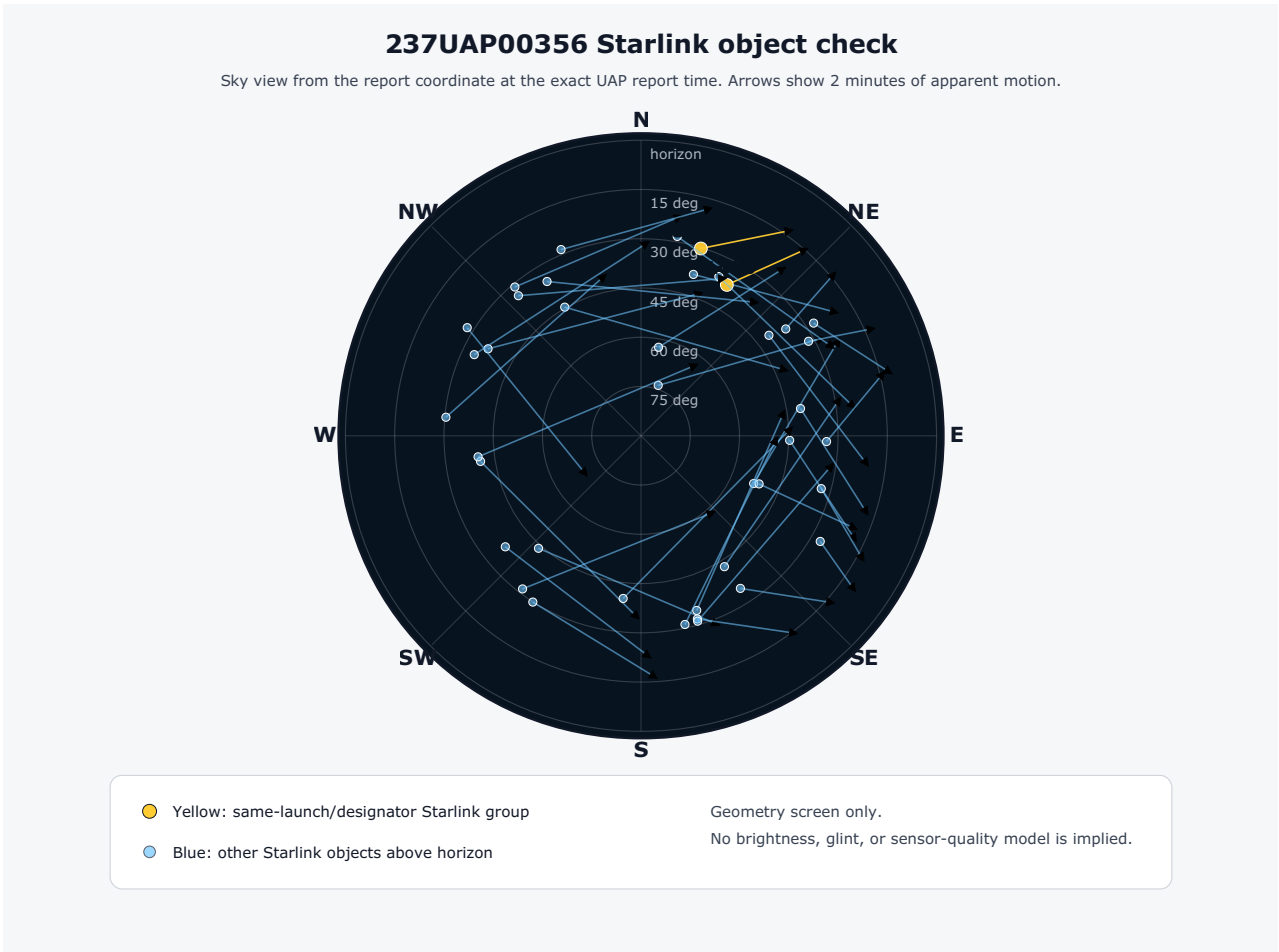 237UAP00356 Starlink object check
Sky view from the report coordinate at the exact UAP report time. Arrows show 2 minutes of apparent motion.
N
horizon
15 deg
NW
NE
30 deg
45 deg
60 deg
75 deg
W
E
SW
SE
S
Yellow: same-launch/designator Starlink group
Geometry screen only.
No brightness, glint, or sensor-quality model is implied.
Blue: other Starlink objects above horizon